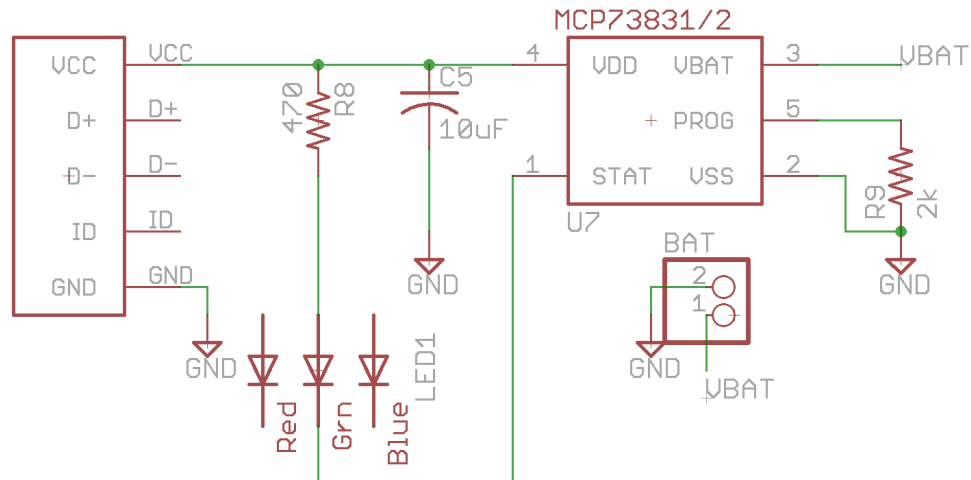 MCP73831/2
VCC
VCC
4
VDD
VBAT
3
VBAT
C5
470
R8
D+
D+
10uF
PROG
5
D-
D-
1
STAT
VSS
2
R9
2k
ID
ID
U7
BAT
GND
GND
GND
2
GND
1
GND
LED1
GND
VBAT
Red
Grn
Blue